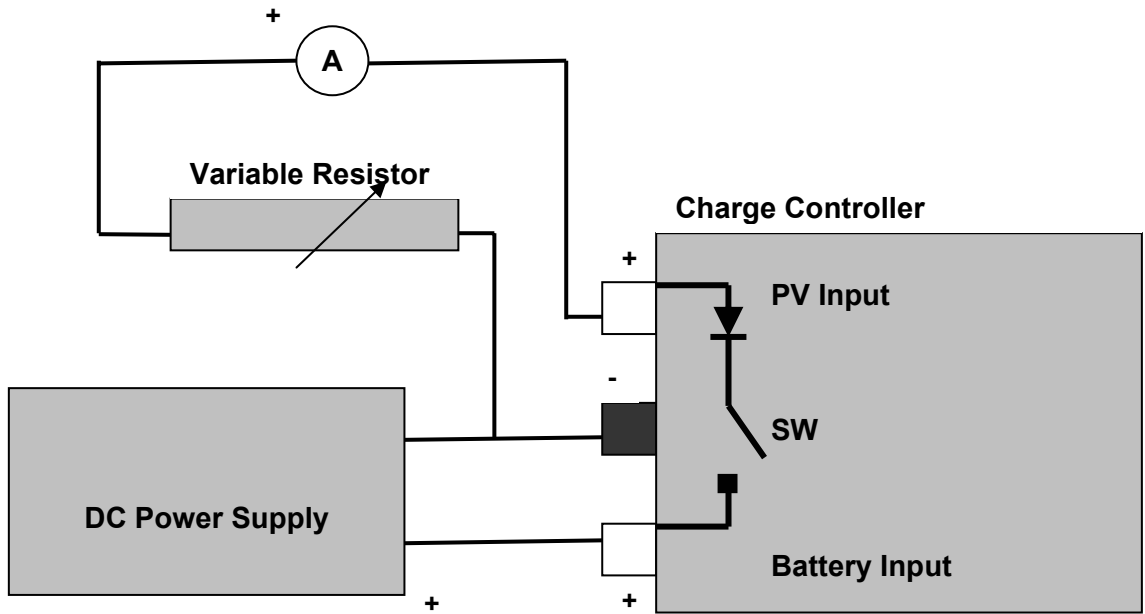 +
A
Variable Resistor
Charge Controller
+
PV Input
-
SW
DC Power Supply
Battery Input
+
+